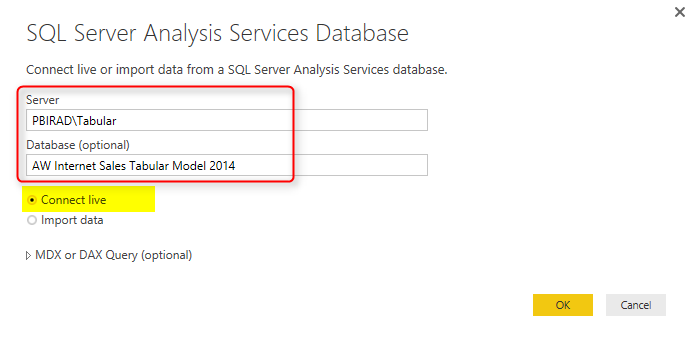 SQL Server Analysis Services Database
Connect live or import data from a SQL Server Analysis Services database.
Server
PBIRAD\Tabular
Database (optional)
AW Internet Sales Tabular Model 2014
Connect live
Import data
MDX or DAX Query (optional)
OK Cancel